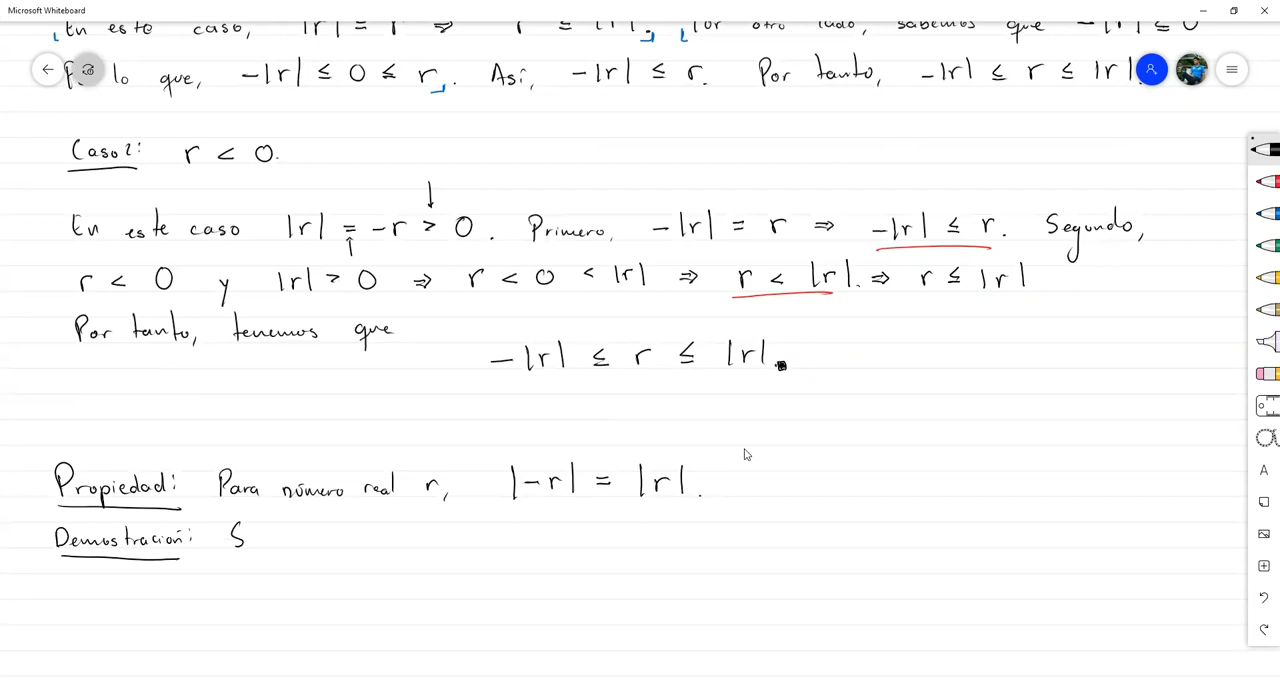 Microsoft Whiteboard
En este caso, |r| = r ⇒ r ≤ |r|. Por otro lado, sabemos que -|r| ≤ 0
lo que, -|r| ≤ 0 ≤ r. Así, -|r| ≤ r. Por tanto, -|r| ≤ r ≤ |r|
Caso 2: r < 0.
En este caso |r| = -r > 0. Primero, -|r| = r ⇒ -|r| ≤ r. Segundo,
r < 0 y |r| > 0 ⇒ r < 0 < |r| ⇒ r < |r|. ⇒ r ≤ |r|
Por tanto, tenemos que
-|r| ≤ r ≤ |r|.
Propiedad: Para número real r, |-r| = |r|.
Demostración: S